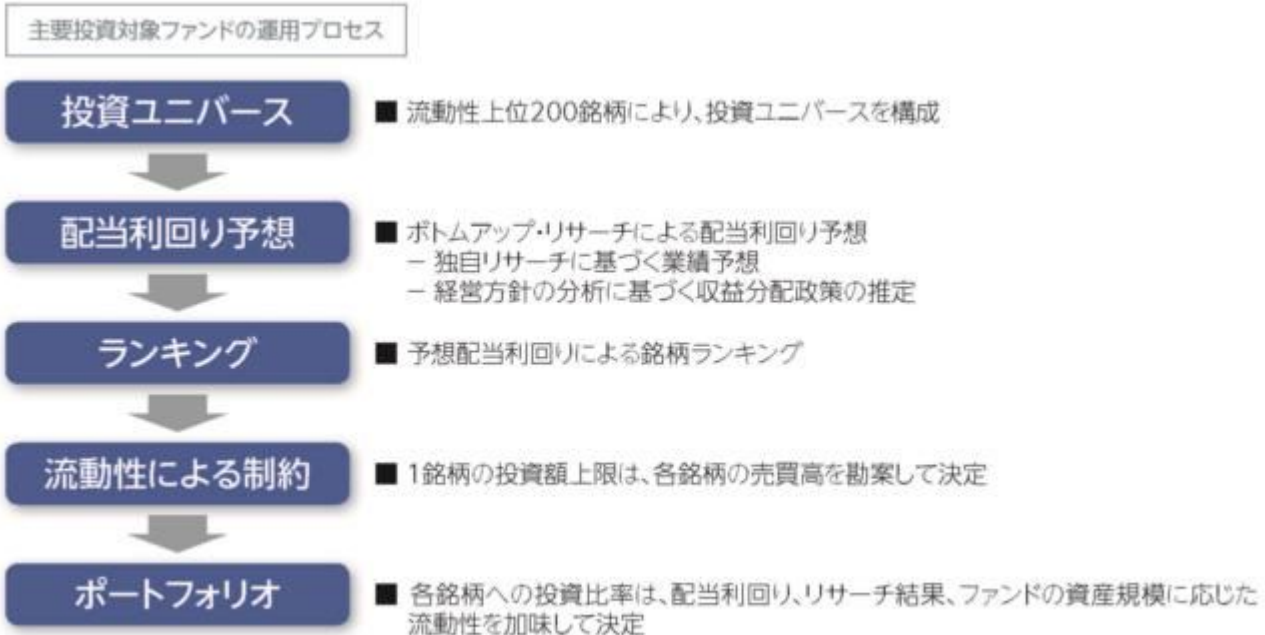 主要投資対象ファンドの運用プロセス
投資ユニバース
■ 流動性上位200銘柄により、投資ユニバースを構成
配当利回り予想
■ ボトムアップ・リサーチによる配当利回り予想
－ 独自リサーチに基づく業績予想
－ 経営方針の分析に基づく収益分配政策の推定
ランキング
■ 予想配当利回りによる銘柄ランキング
流動性による制約
■ 1銘柄の投資額上限は、各銘柄の売買高を勘案して決定
ポートフォリオ
■ 各銘柄への投資比率は、配当利回り、リサーチ結果、ファンドの資産規模に応じた
流動性を加味して決定